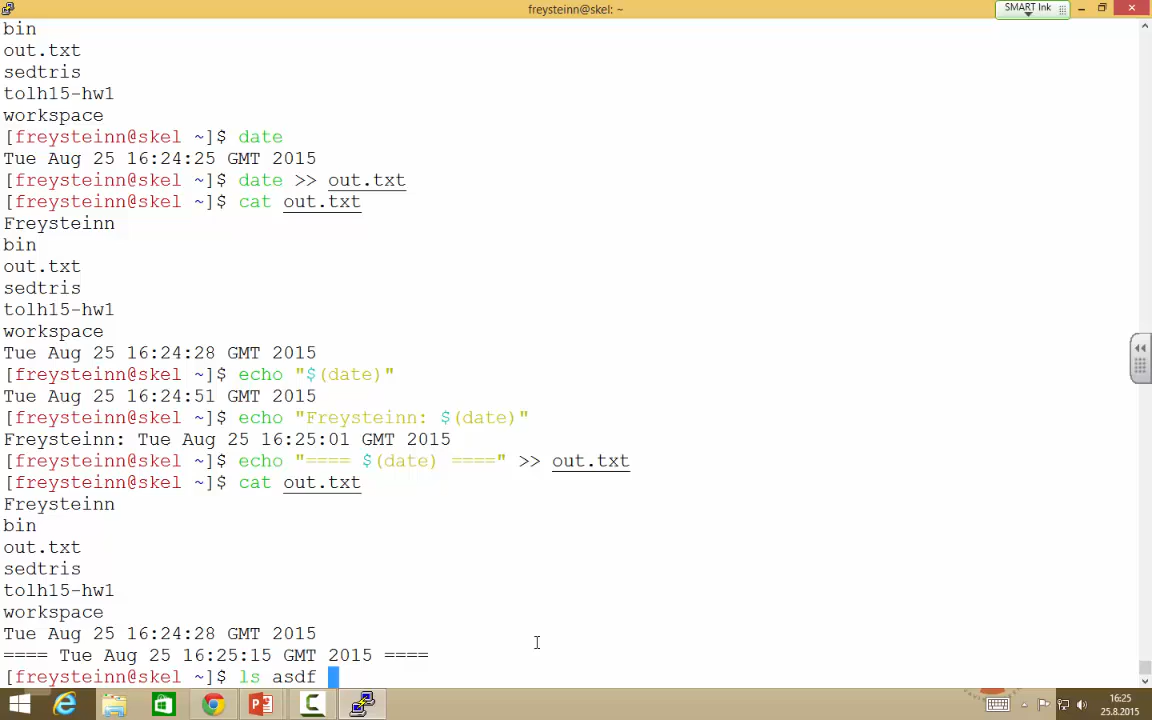 freysteinn@skel: ~
SMART Ink
bin
out.txt
sedtris
tolh15-hw1
workspace
[freysteinn@skel ~]$ date
Tue Aug 25 16:24:25 GMT 2015
[freysteinn@skel ~]$ date >> out.txt
[freysteinn@skel ~]$ cat out.txt
Freysteinn
bin
out.txt
sedtris
tolh15-hw1
workspace
Tue Aug 25 16:24:28 GMT 2015
[freysteinn@skel ~]$ echo "$(date)"
Tue Aug 25 16:24:51 GMT 2015
[freysteinn@skel ~]$ echo "Freysteinn: $(date)"
Freysteinn: Tue Aug 25 16:25:01 GMT 2015
[freysteinn@skel ~]$ echo "==== $(date) ====" >> out.txt
[freysteinn@skel ~]$ cat out.txt
Freysteinn
bin
out.txt
sedtris
tolh15-hw1
workspace
Tue Aug 25 16:24:28 GMT 2015
==== Tue Aug 25 16:25:15 GMT 2015 ====
[freysteinn@skel ~]$ ls asdf
16:25
25.8.2015